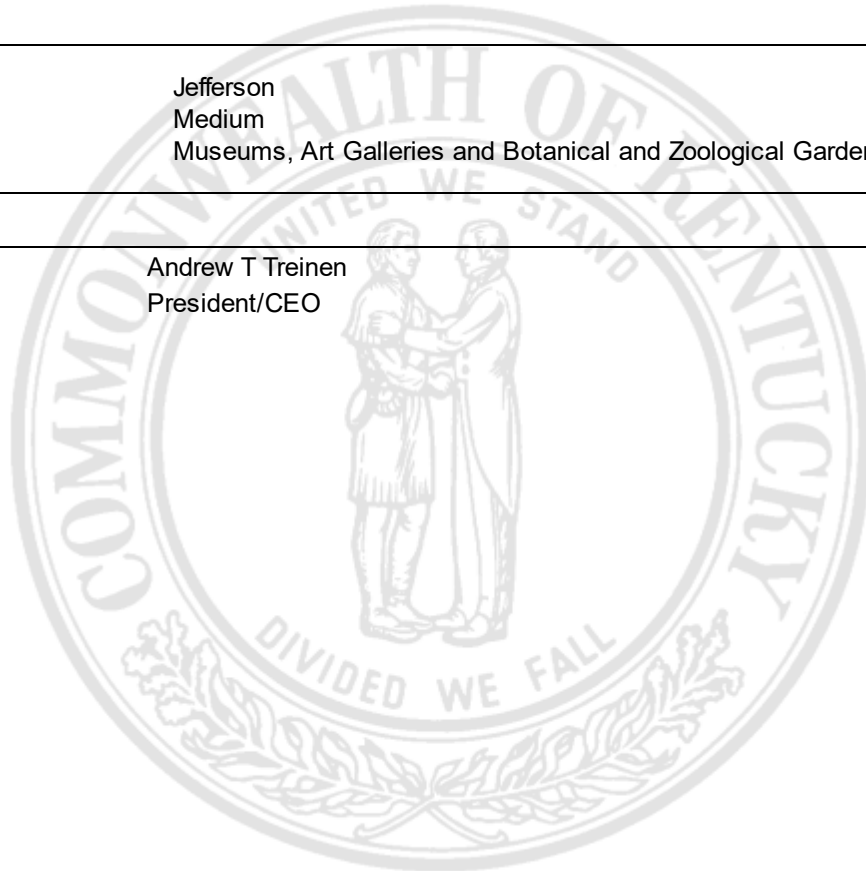 Jefferson
Medium
Museums, Art Galleries and Botanical and Zoological Garde
Andrew T Treinen
President/CEO
COMMONWEALTH OF KENTUCKY
UNITED WE STAND
DIVIDED WE FALL